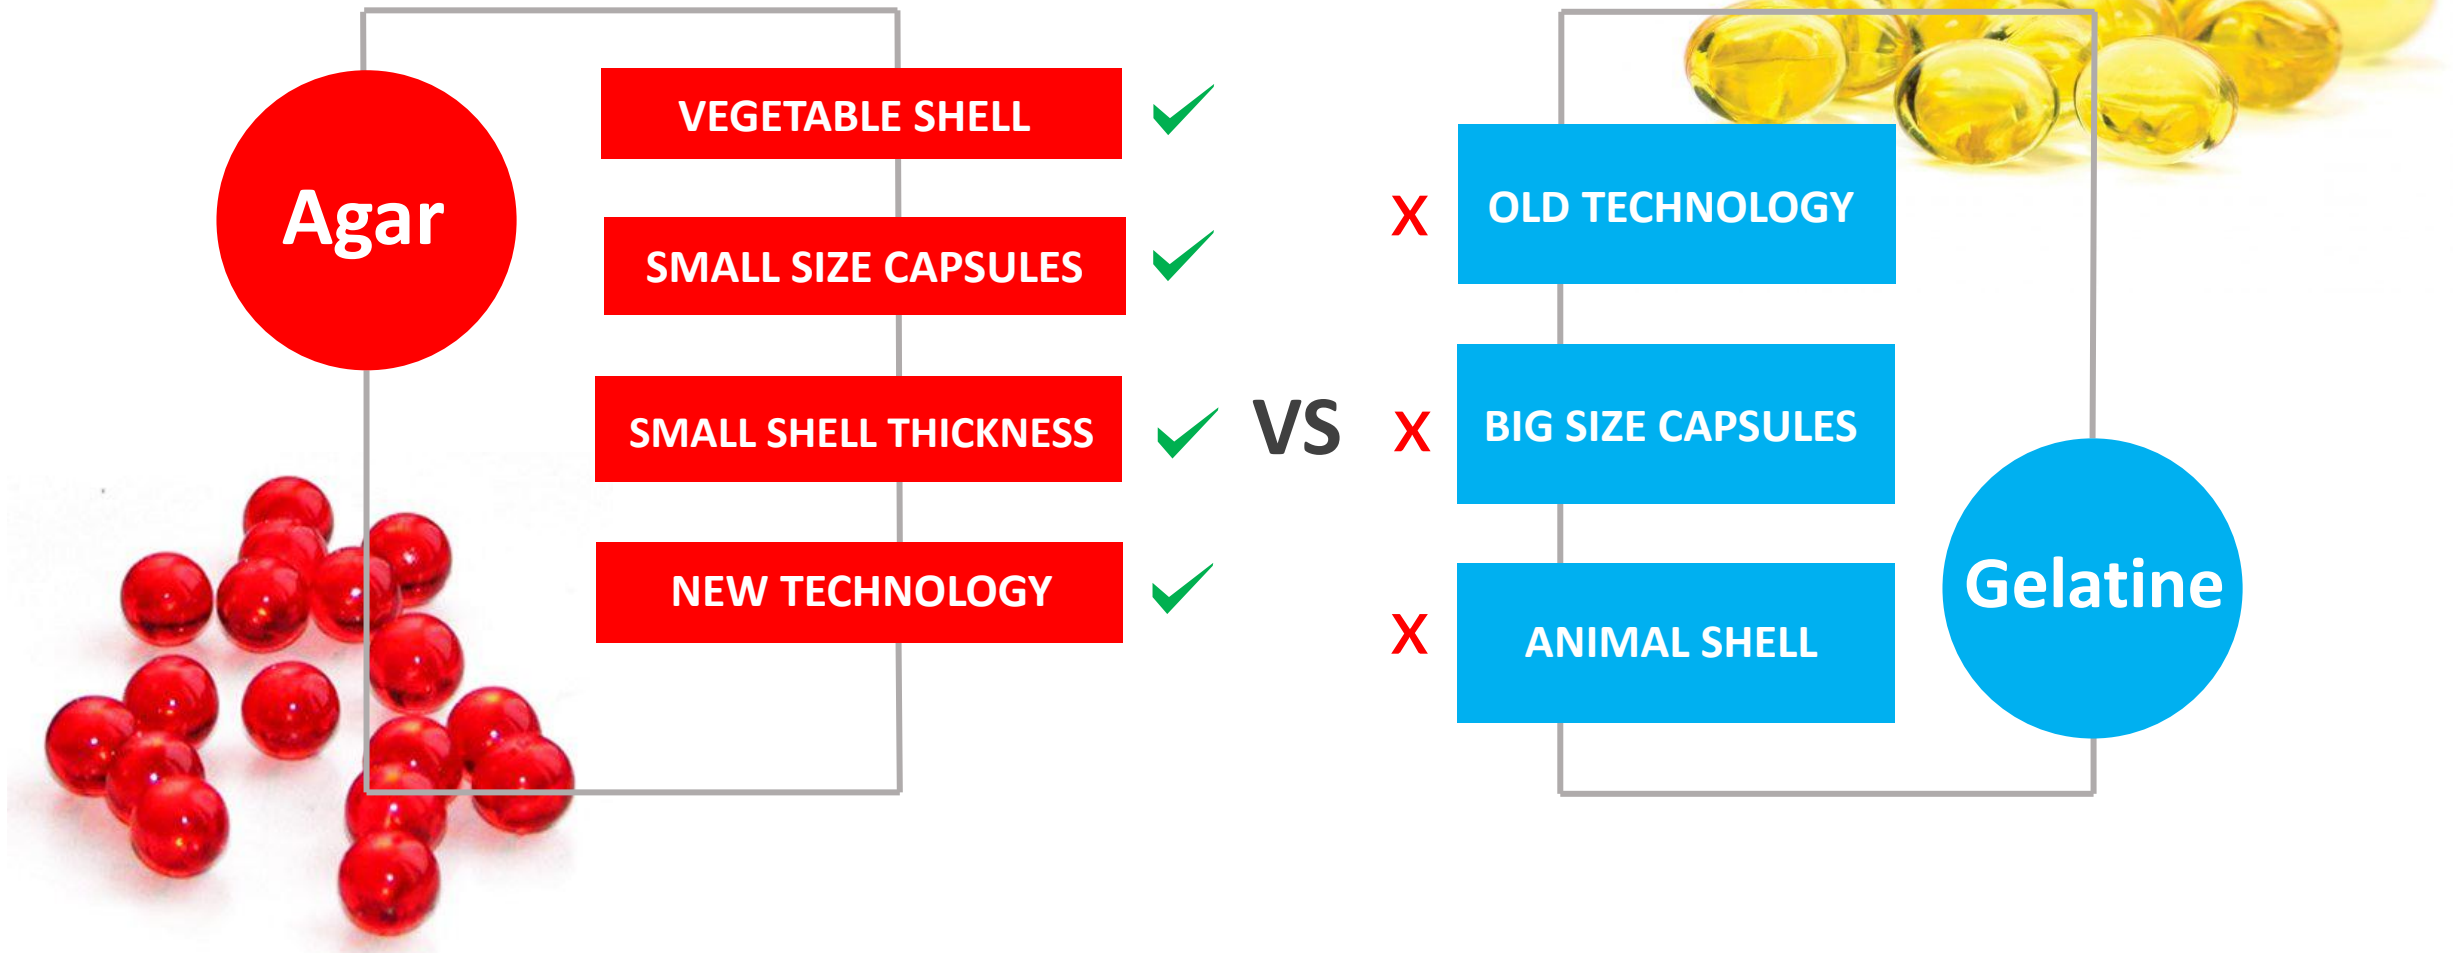 Agar
VEGETABLE SHELL
SMALL SIZE CAPSULES
SMALL SHELL THICKNESS
NEW TECHNOLOGY
VS
X OLD TECHNOLOGY
X BIG SIZE CAPSULES
X ANIMAL SHELL
Gelatine